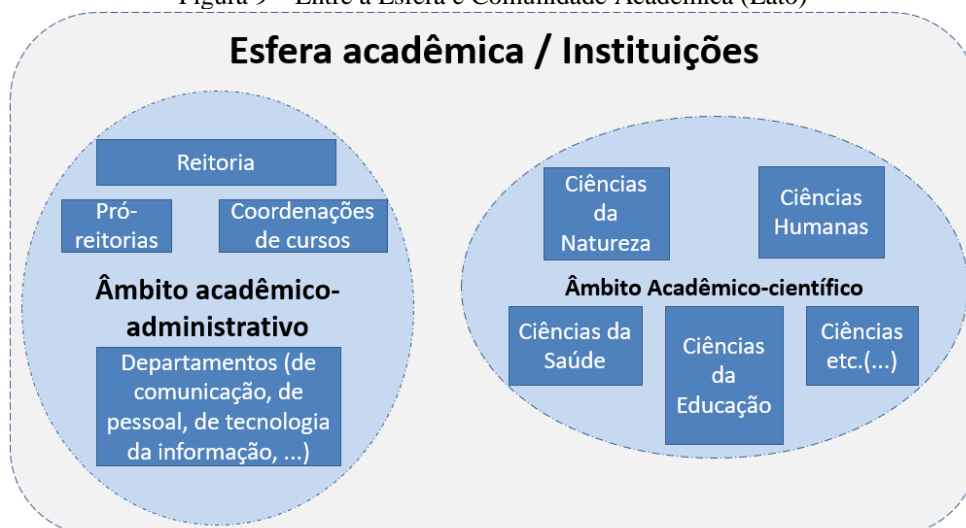 Figura 9 – Entre a Esfera e Comunidade Acadêmica (Lato)
Esfera acadêmica / Instituições
Reitoria
Pró-
reitorias
Coordenações
de cursos
Âmbito acadêmico-
administrativo
Departamentos (de
comunicação, de
pessoal, de tecnologia
da informação, ...)
Ciências
da
Natureza
Ciências
Humanas
Âmbito Acadêmico-científico
Ciências da
Saúde
Ciências
da
Educação
Ciências
etc.(...)